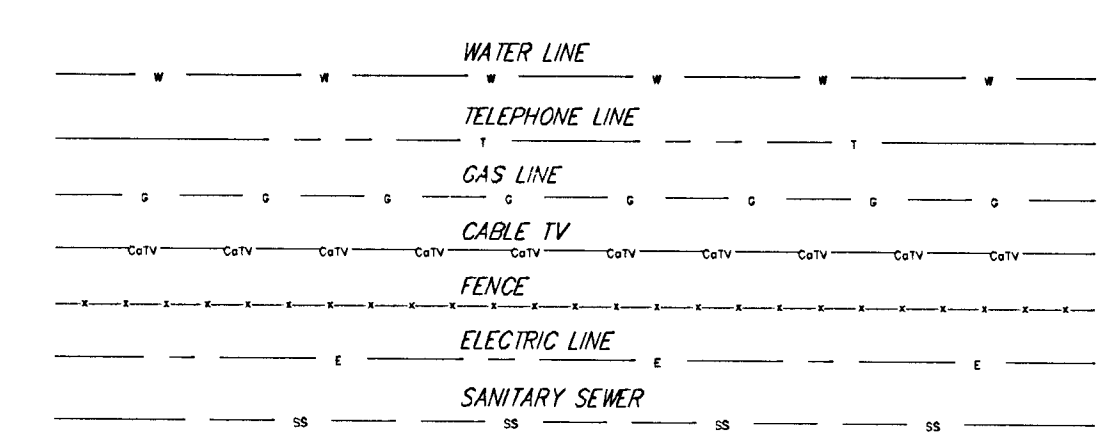 WATER LINE
W W W W W W
TELEPHONE LINE
T T
GAS LINE
G G G G G G G G
CABLE TV
CaTV CaTV CaTV CaTV CaTV CaTV CaTV CaTV CaTV CaTV
FENCE
x x x x x x x x x x x x x x x x x x x x x x x x x
ELECTRIC LINE
E E E
SANITARY SEWER
SS SS SS SS